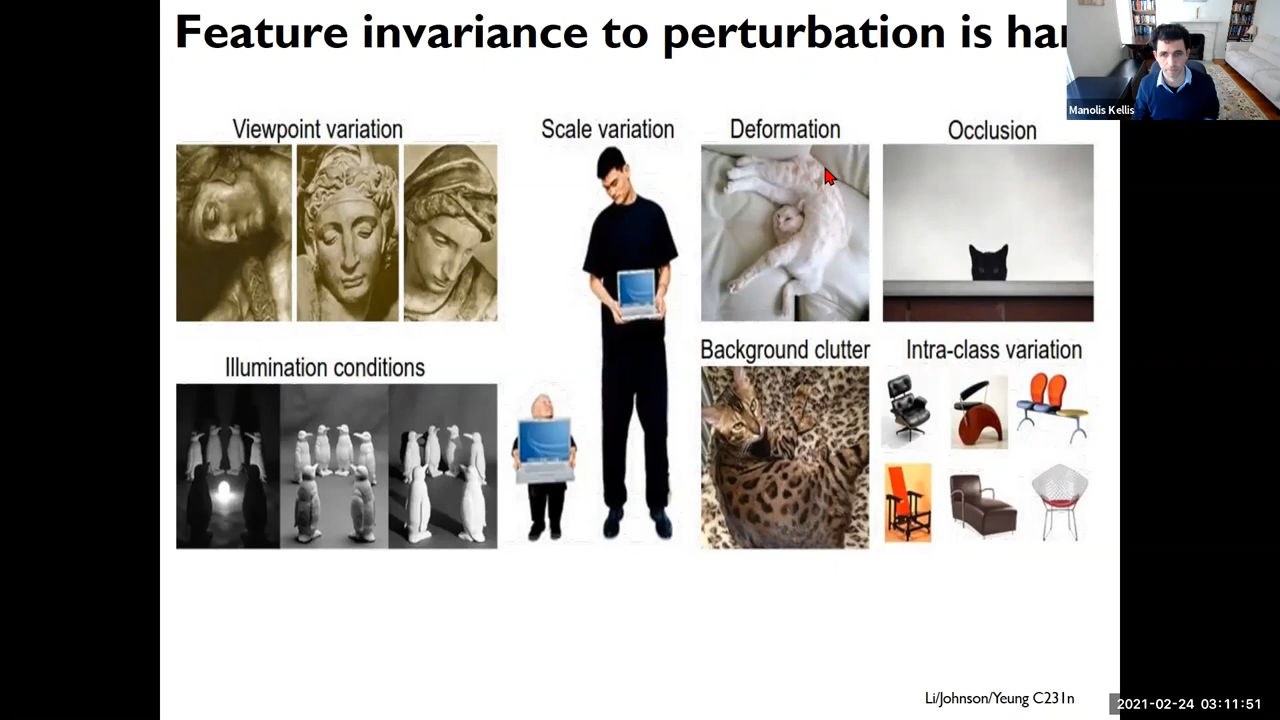 Feature invariance to perturbation is har
Manolis Kellis
Viewpoint variation
Scale variation
Deformation
Occlusion
Illumination conditions
Background clutter
Intra-class variation
Li/Johnson/Yeung C231n
2021-02-24 03:11:51